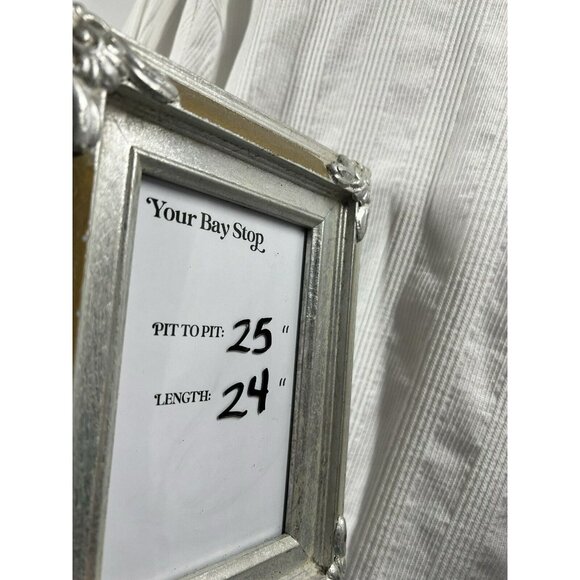 Your Bay Stop
PIT TO PIT: 25 "
LENGTH: 24 "